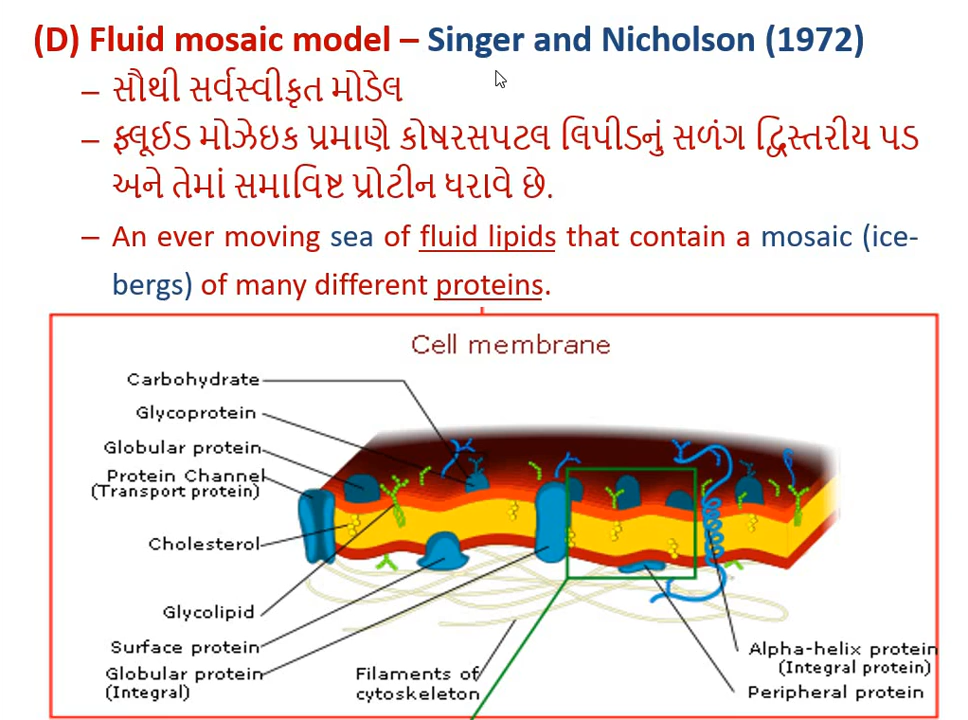 (D) Fluid mosaic model – Singer and Nicholson (1972)
– સૌથી સર્વસ્વીકૃત મોડેલ
– ફ્લૂઈડ મોઝેઇક પ્રમાણે કોષરસપટલ લિપીડનું સળંગ દ્વિસ્તરીય પડ
અને તેમાં સમાવિષ્ટ પ્રોટીન ધરાવે છે.
– An ever moving sea of fluid lipids that contain a mosaic (ice-
bergs) of many different proteins.
Cell membrane
Carbohydrate
Glycoprotein
Globular protein
Protein Channel
(Transport protein)
Cholesterol
Glycolipid
Surface protein
Globular protein
(Integral)
Filaments of
cytoskeleton
Alpha-helix protein
(Integral protein)
Peripheral protein